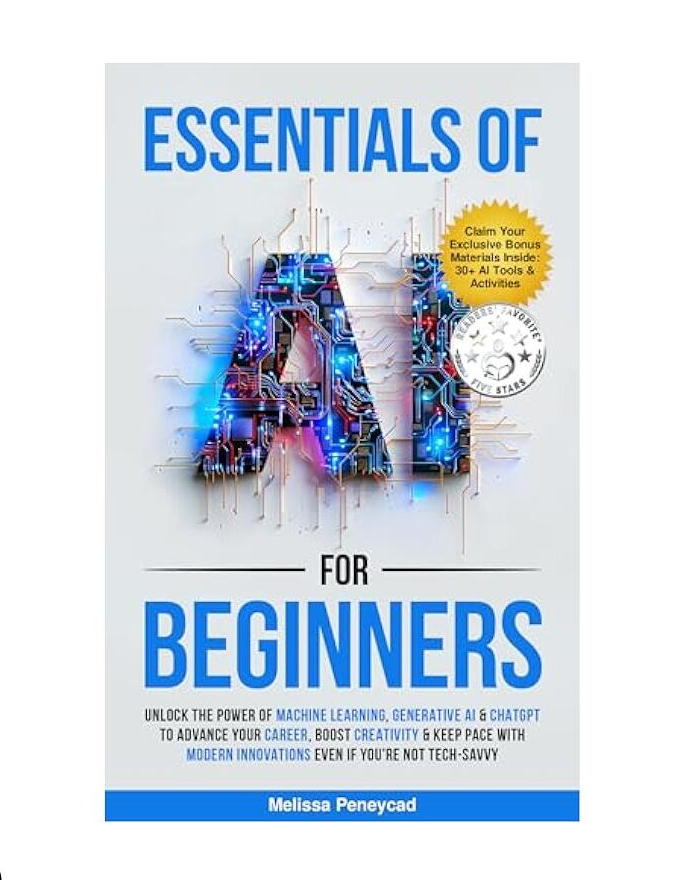 ESSENTIALS OF
AI
Claim Your
Exclusive Bonus
Materials Inside:
30+ AI Tools &
Activities
READERS' FAVORITE®
FIVE STARS
FOR
BEGINNERS
UNLOCK THE POWER OF MACHINE LEARNING, GENERATIVE AI & CHATGPT
TO ADVANCE YOUR CAREER, BOOST CREATIVITY & KEEP PACE WITH
MODERN INNOVATIONS EVEN IF YOU'RE NOT TECH-SAVVY
Melissa Peneycad